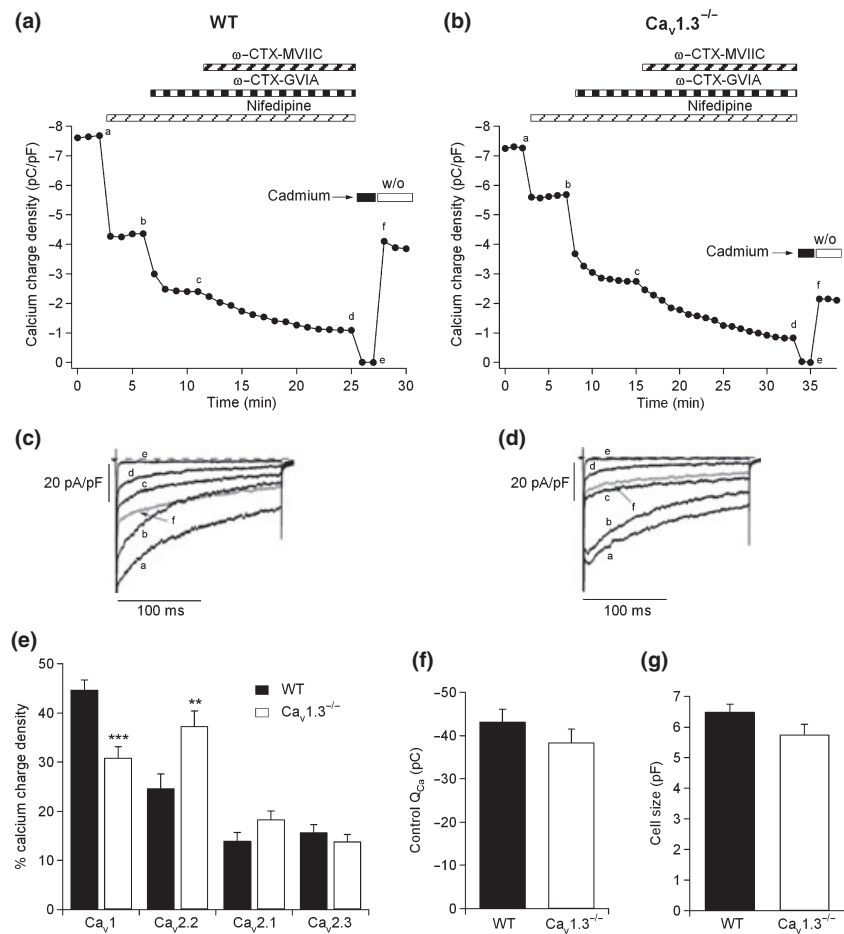 (a)
WT
ω–CTX-MVIIC
ω–CTX-GVIA
Nifedipine
Calcium charge density (pC/pF)
–8
–7
–6
–5
–4
–3
–2
–1
0
a
b
c
d
e
f
Cadmium
w/o
0 5 10 15 20 25 30
Time (min)
(b)
Cav1.3–/–
ω–CTX-MVIIC
ω–CTX-GVIA
Nifedipine
Calcium charge density (pC/pF)
–8
–7
–6
–5
–4
–3
–2
–1
0
a
b
c
d
e
f
Cadmium
w/o
0 5 10 15 20 25 30 35
Time (min)
(c)
20 pA/pF
e
d
c
f
b
a
100 ms
(d)
20 pA/pF
e
d
c
f
b
a
100 ms
(e)
% calcium charge density
50
40
30
20
10
0
***
**
WT
Cav1.3–/–
Cav1 Cav2.2 Cav2.1 Cav2.3
(f)
Control QCa (pC)
-50
-40
-30
-20
-10
0
WT Cav1.3–/–
(g)
Cell size (pF)
7
6
5
4
3
2
1
0
WT Cav1.3–/–